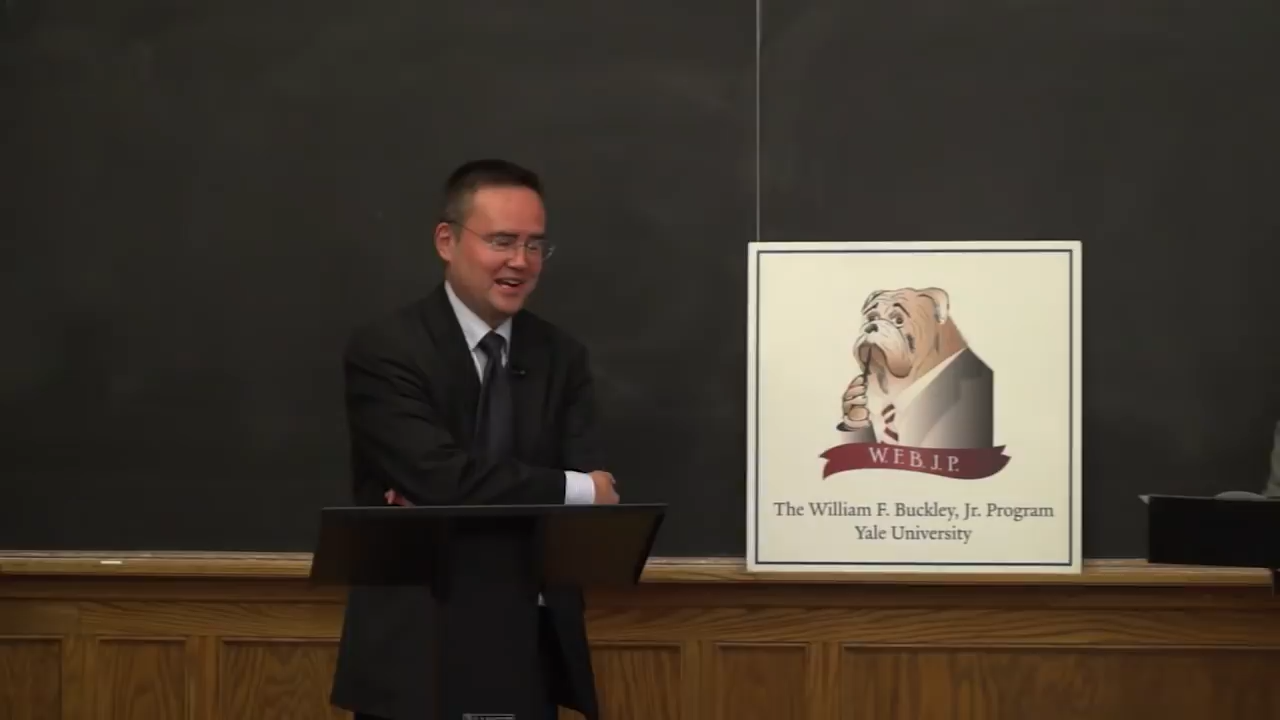 W. F. B. J. P.
The William F. Buckley, Jr. Program
Yale University